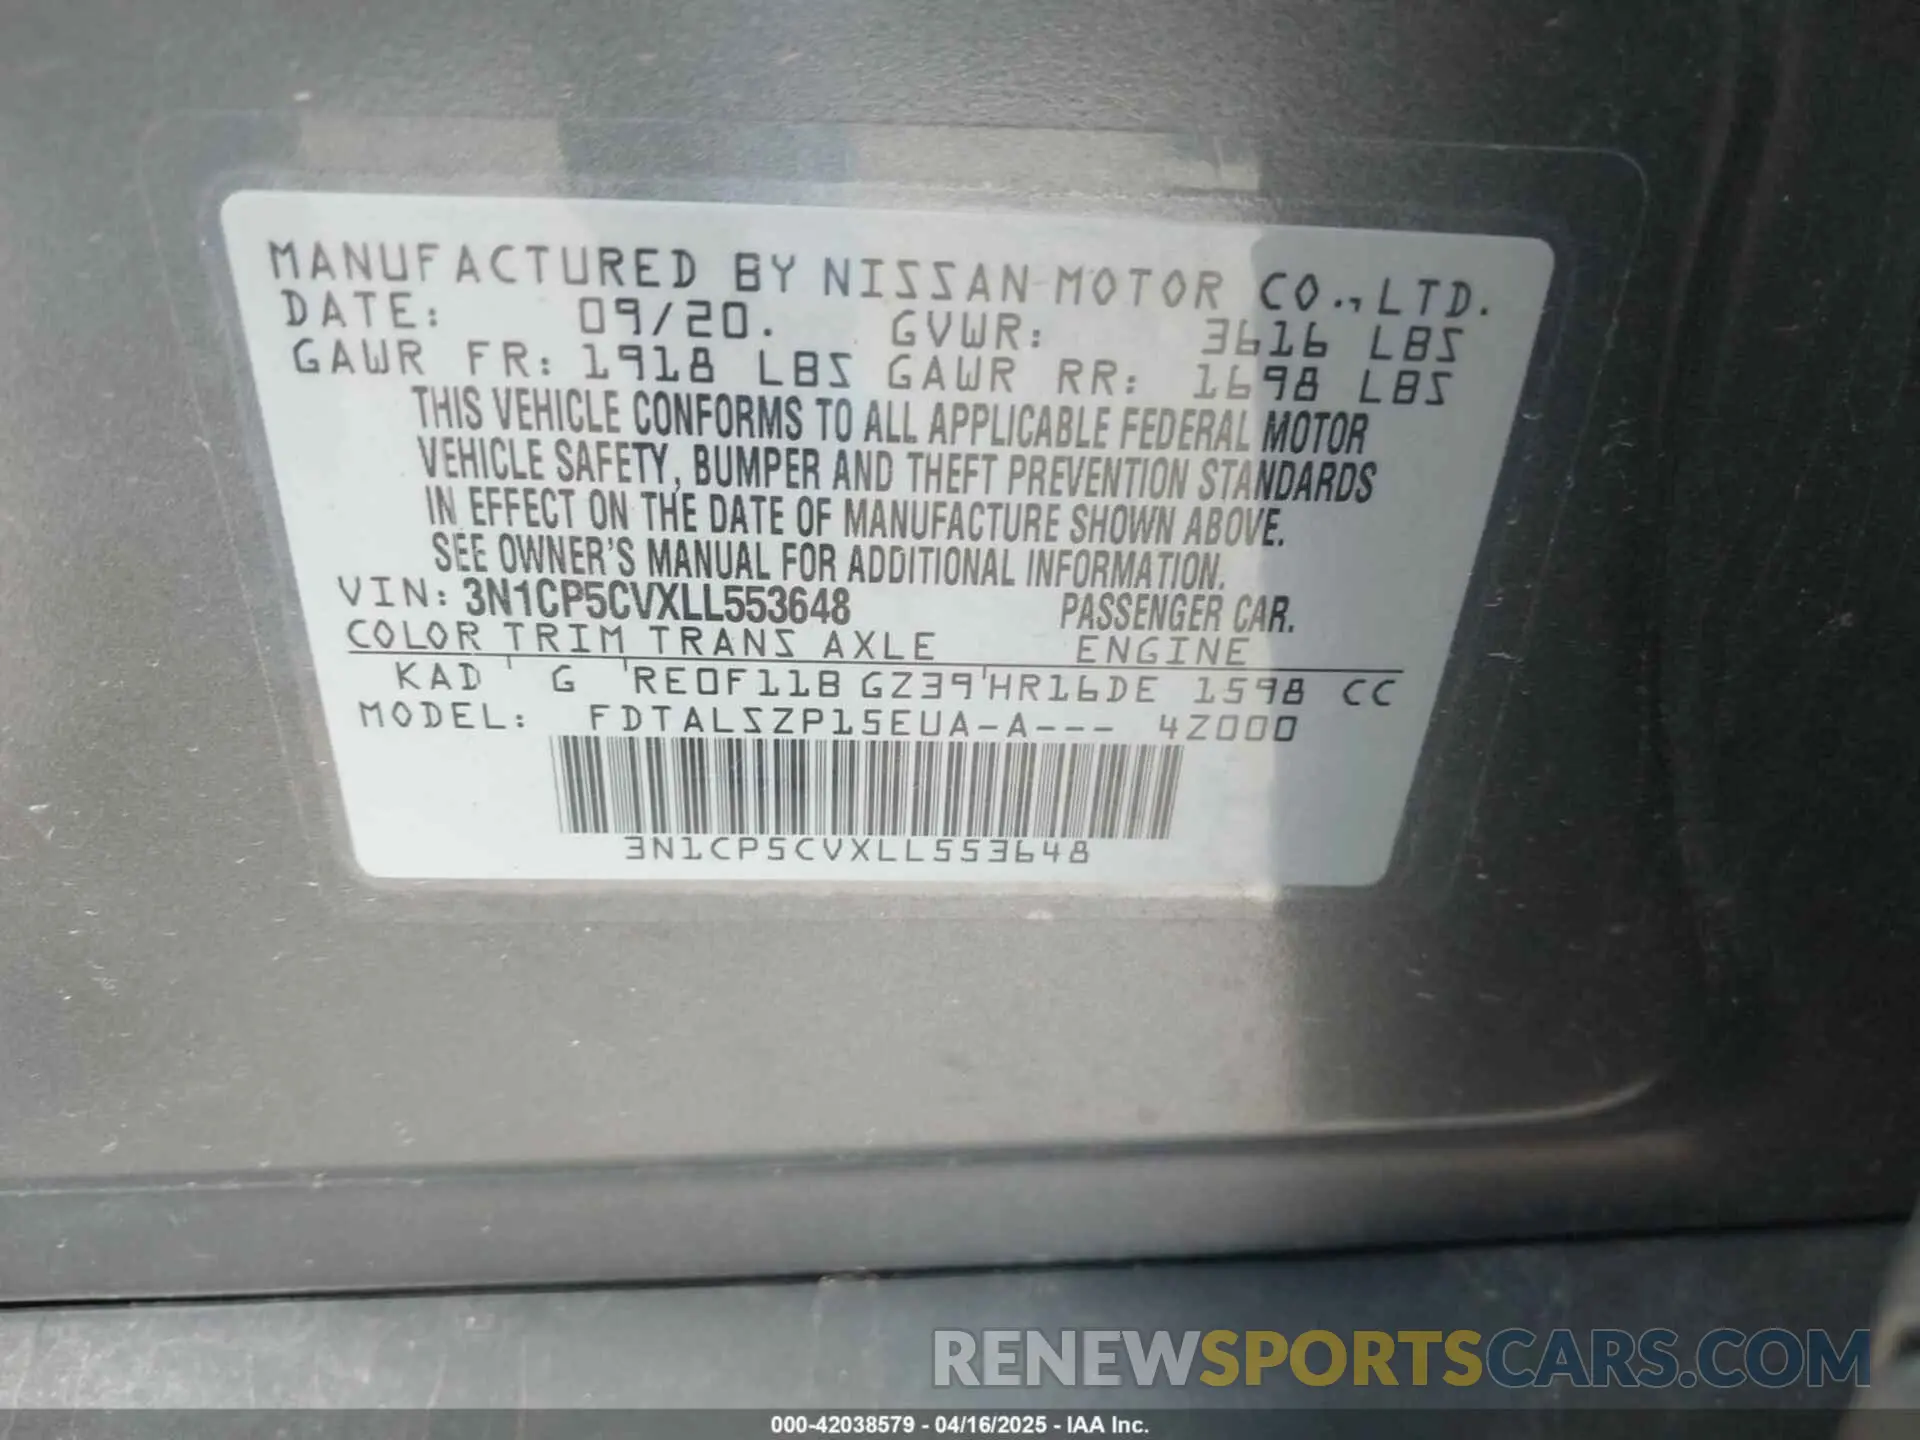 MANUFACTURED BY NISSAN MOTOR CO., LTD.
DATE: 09/20. GVWR: 3616 LBS
GAWR FR: 1918 LBS GAWR RR: 1698 LBS
THIS VEHICLE CONFORMS TO ALL APPLICABLE FEDERAL MOTOR
VEHICLE SAFETY, BUMPER AND THEFT PREVENTION STANDARDS
IN EFFECT ON THE DATE OF MANUFACTURE SHOWN ABOVE.
SEE OWNER'S MANUAL FOR ADDITIONAL INFORMATION.
VIN: 3N1CP5CVXLL553648 PASSENGER CAR.
COLOR TRIM TRANS AXLE ENGINE
KAD ' G 'RE0F11B GZ39'HR16DE 1598 CC
MODEL: FDTALSZP15EUA-A--- 4Z000
3N1CP5CVXLL553648
RENEWSPORTSCARS.COM
000-42038579 - 04/16/2025 - IAA Inc.